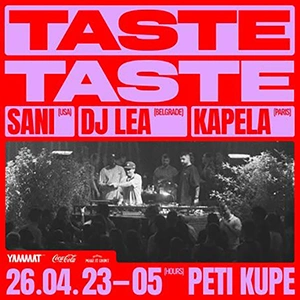 TASTE
TASTE
SANI [USA] DJ LEA [BELGRADE] KAPELA [PARIS]
YAMMAT Coca-Cola
26.04. 23–05 [HOURS] PETI KUPE